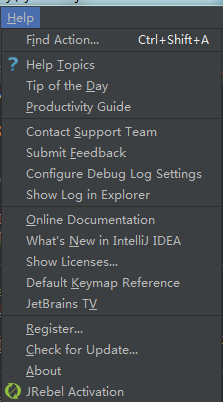 Help
Find Action... Ctrl+Shift+A
? Help Topics
Tip of the Day
Productivity Guide
Contact Support Team
Submit Feedback
Configure Debug Log Settings
Show Log in Explorer
Online Documentation
What's New in IntelliJ IDEA
Show Licenses...
Default Keymap Reference
JetBrains TV
Register...
Check for Update...
About
JRebel Activation